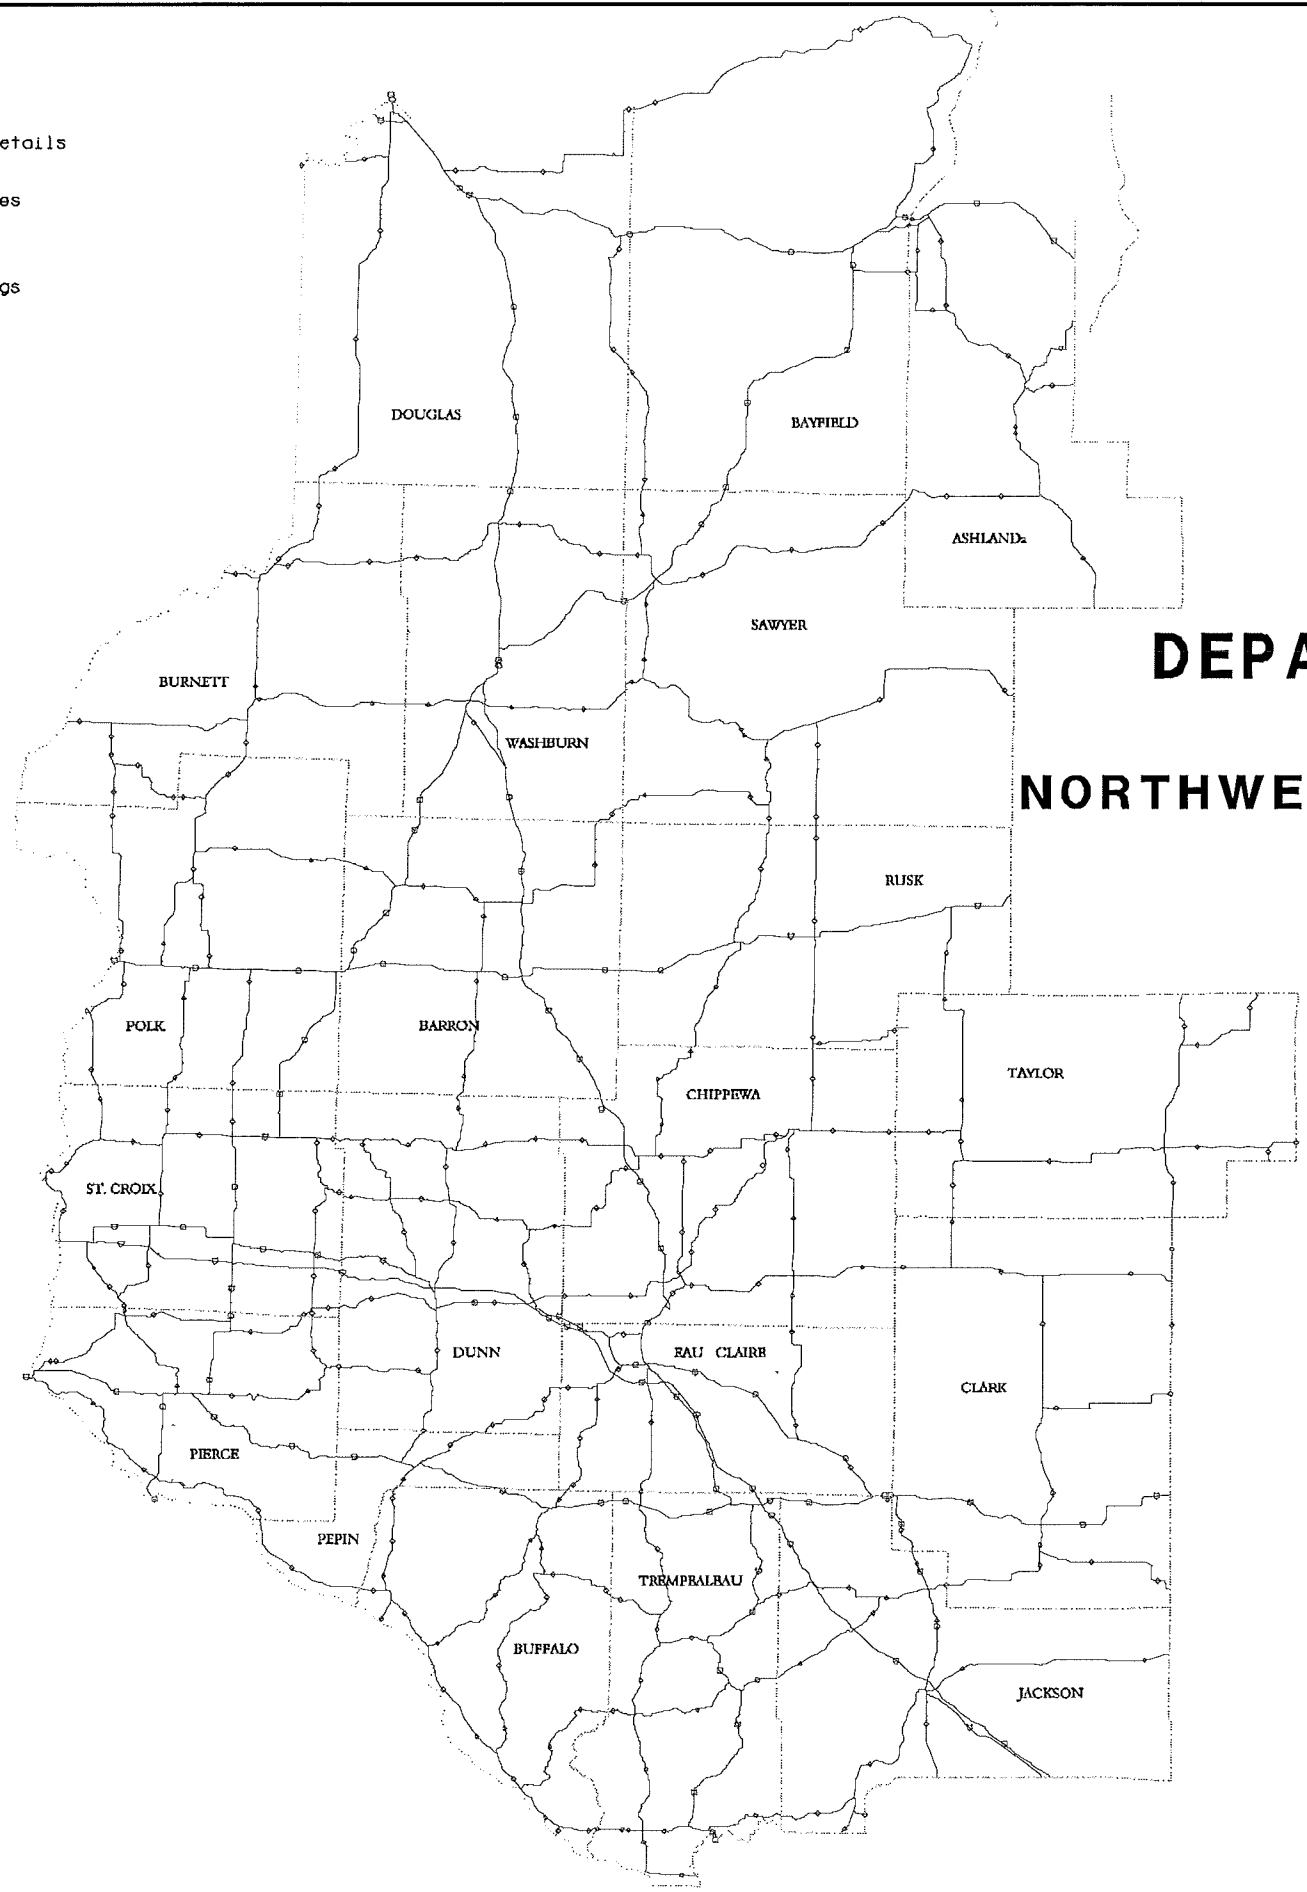 etails
es
gs
DOUGLAS
BAYFIELD
ASHLAND
SAWYER
DEPA
BURNETT
WASHBURN
NORTHWE
RUSK
POLK
BARRON
TAYLOR
CHIPPEWA
ST. CROIX
DUNN
EAU CLAIRE
CLARK
PIERCE
PEPIN
TREMPEALEAU
BUFFALO
JACKSON